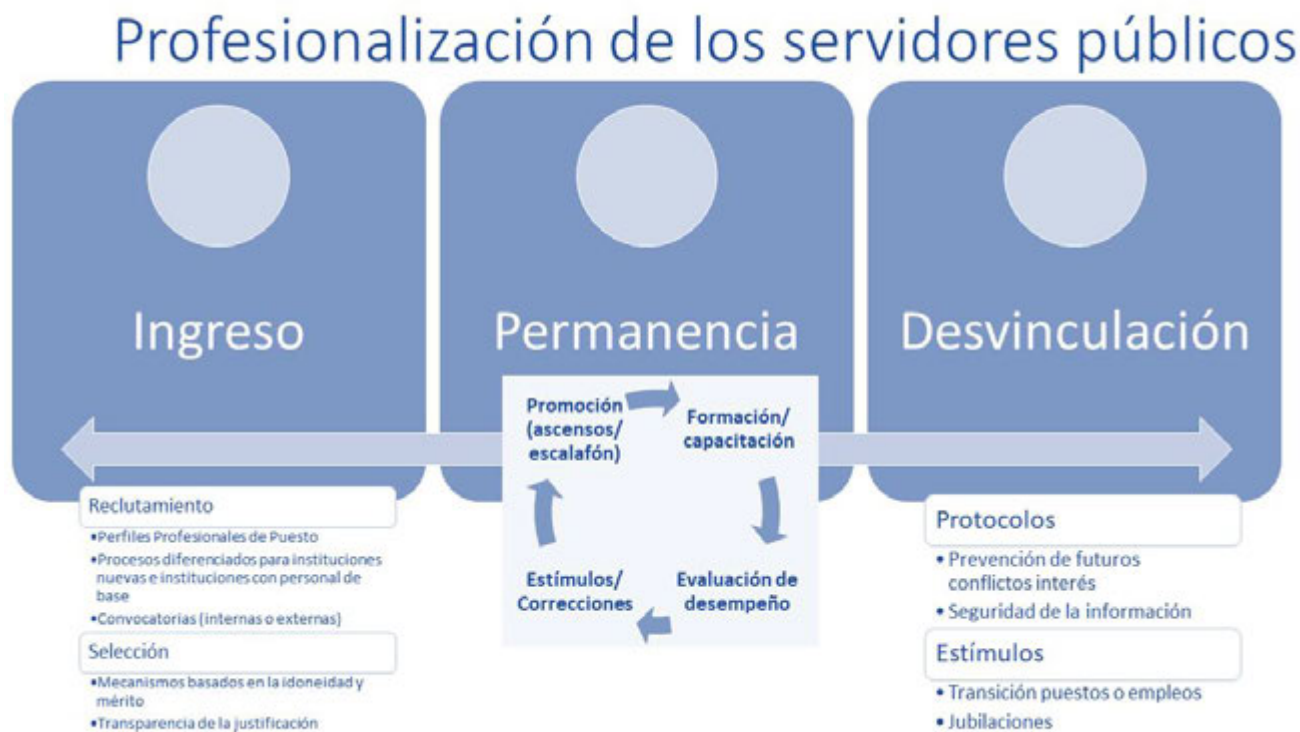 Profesionalización de los servidores públicos
Ingreso
Reclutamiento
•Perfiles Profesionales de Puesto
•Procesos diferenciados para instituciones
nuevas e instituciones con personal de
base
•Convocatorias (internas o externas)
Selección
•Mecanismos basados en la idoneidad y
mérito
•Transparencia de la justificación
Permanencia
Promoción
(ascensos/
escalafón)
Formación/
capacitación
Evaluación de
desempeño
Estímulos/
Correcciones
Desvinculación
Protocolos
• Prevención de futuros
conflictos interés
• Seguridad de la información
Estímulos
• Transición puestos o empleos
• Jubilaciones